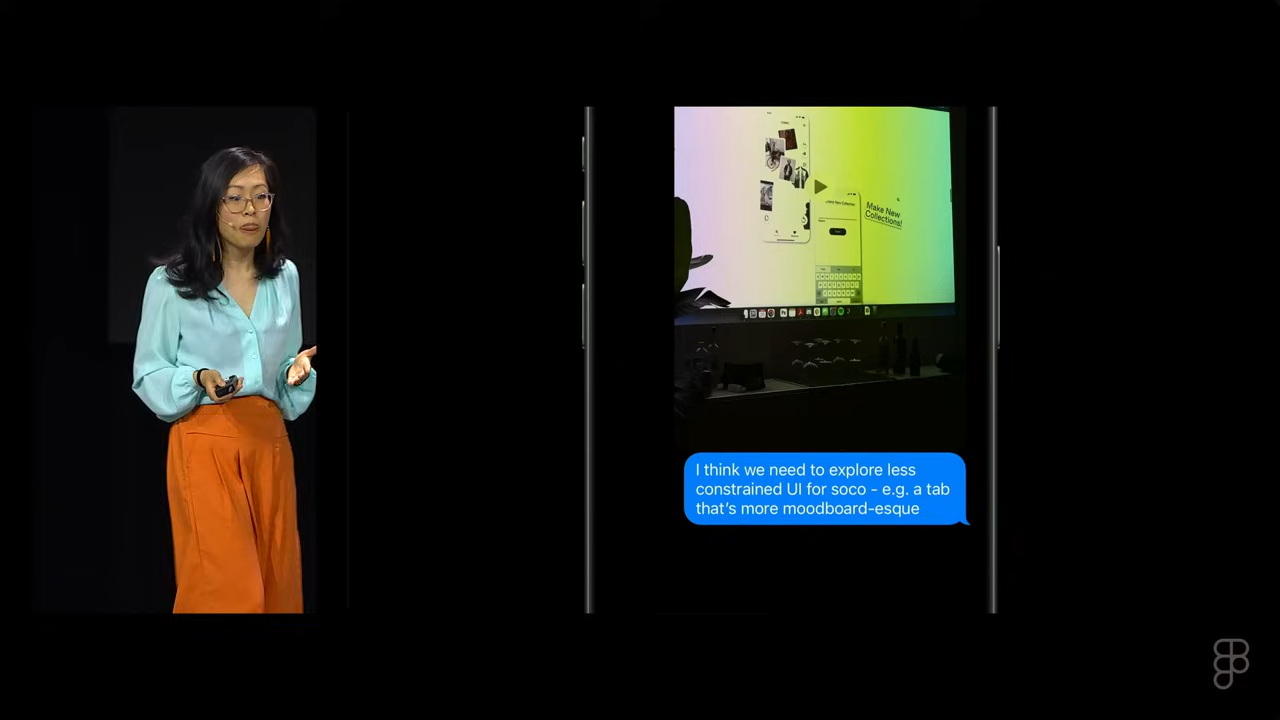 Make New
Collections!
I think we need to explore less
constrained UI for soco - e.g. a tab
that's more moodboard-esque